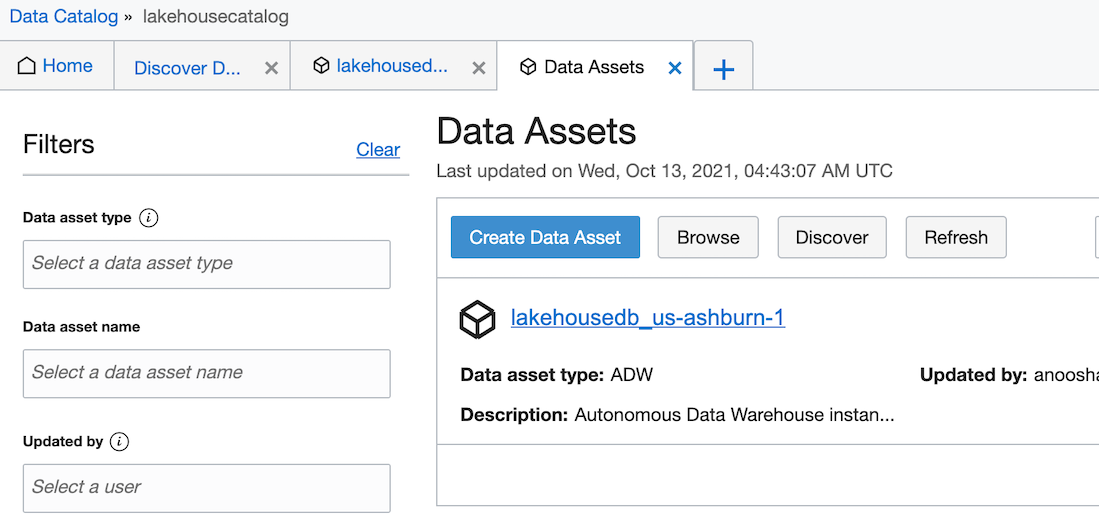 Data Catalog » lakehousecatalog
Home
Discover D...
lakehoused...
Data Assets
Filters
Clear
Data asset type
Select a data asset type
Data asset name
Select a data asset name
Updated by
Select a user
Data Assets
Last updated on Wed, Oct 13, 2021, 04:43:07 AM UTC
Create Data Asset
Browse
Discover
Refresh
lakehousedb_us-ashburn-1
Data asset type: ADW
Updated by: anoosha
Description: Autonomous Data Warehouse instan...